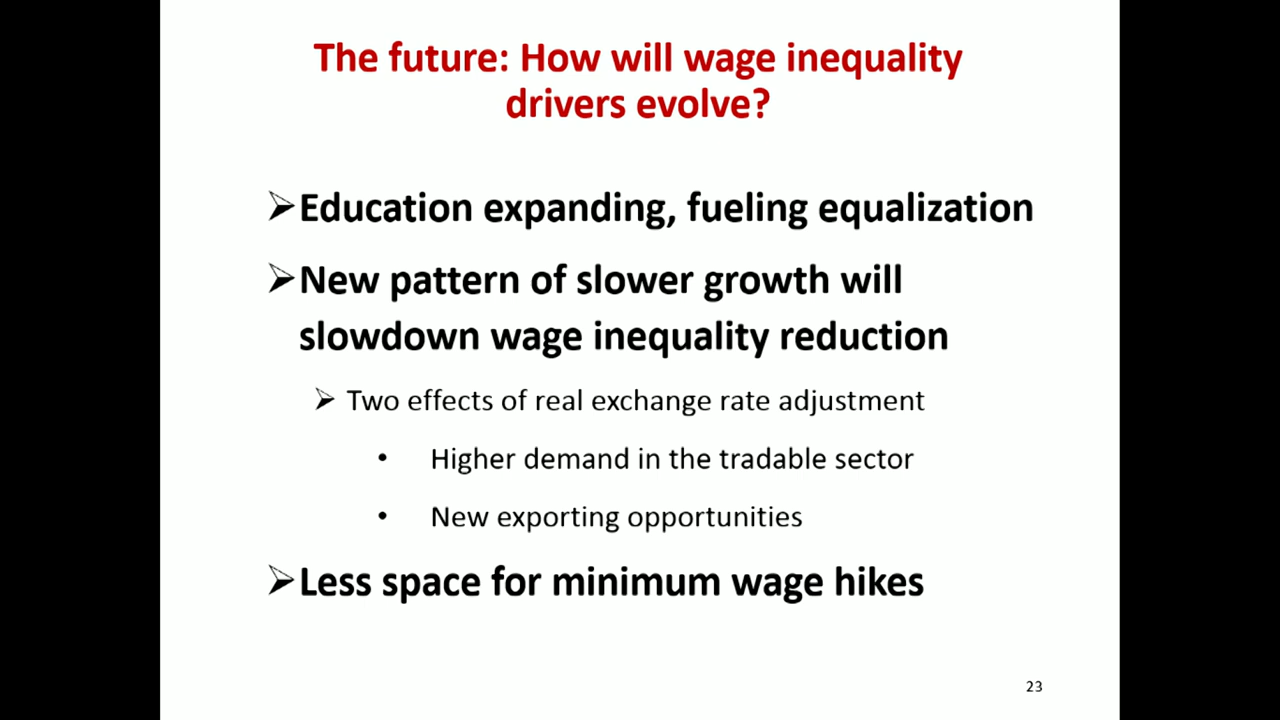 The future: How will wage inequality
drivers evolve?
➢Education expanding, fueling equalization
➢New pattern of slower growth will
slowdown wage inequality reduction
➢ Two effects of real exchange rate adjustment
• Higher demand in the tradable sector
• New exporting opportunities
➢Less space for minimum wage hikes
23